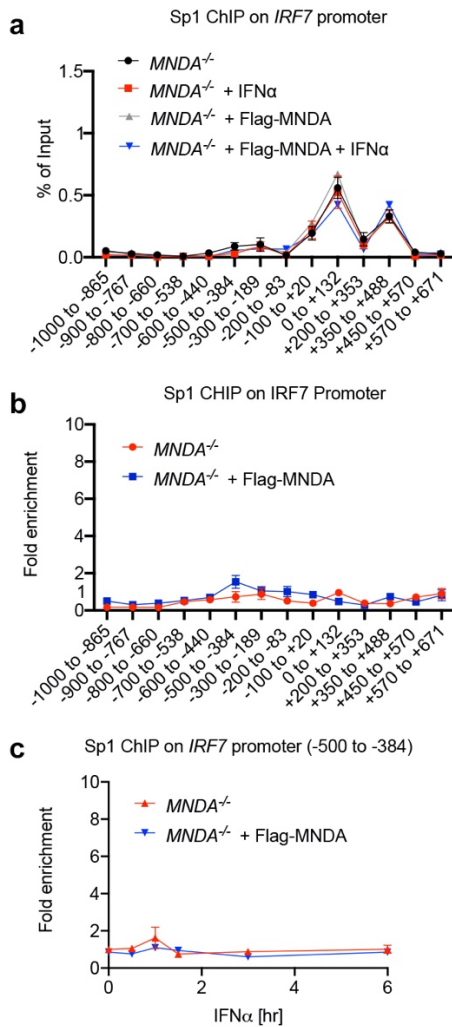 a
Sp1 ChIP on IRF7 promoter
% of Input
1.5
1
0.5
0.0
MNDA-/-
MNDA-/- + IFNα
MNDA-/- + Flag-MNDA
MNDA-/- + Flag-MNDA + IFNα
-1000 to -865
-900 to -767
-800 to -660
-700 to -538
-600 to -440
-500 to -384
-300 to -189
-200 to -83
-100 to +20
0 to +132
+200 to +353
+350 to +488
+450 to +570
+570 to +671
b
Sp1 CHIP on IRF7 Promoter
Fold enrichment
10
8
6
4
2
1
0
MNDA-/-
MNDA-/- + Flag-MNDA
-1000 to -865
-900 to -767
-800 to -660
-700 to -538
-600 to -440
-500 to -384
-300 to -189
-200 to -83
-100 to +20
0 to +132
+200 to +353
+350 to +488
+450 to +570
+570 to +671
c
Sp1 ChIP on IRF7 promoter (-500 to -384)
Fold enrichment
10
8
6
4
2
0
MNDA-/-
MNDA-/- + Flag-MNDA
0
2
4
6
IFNα [hr]